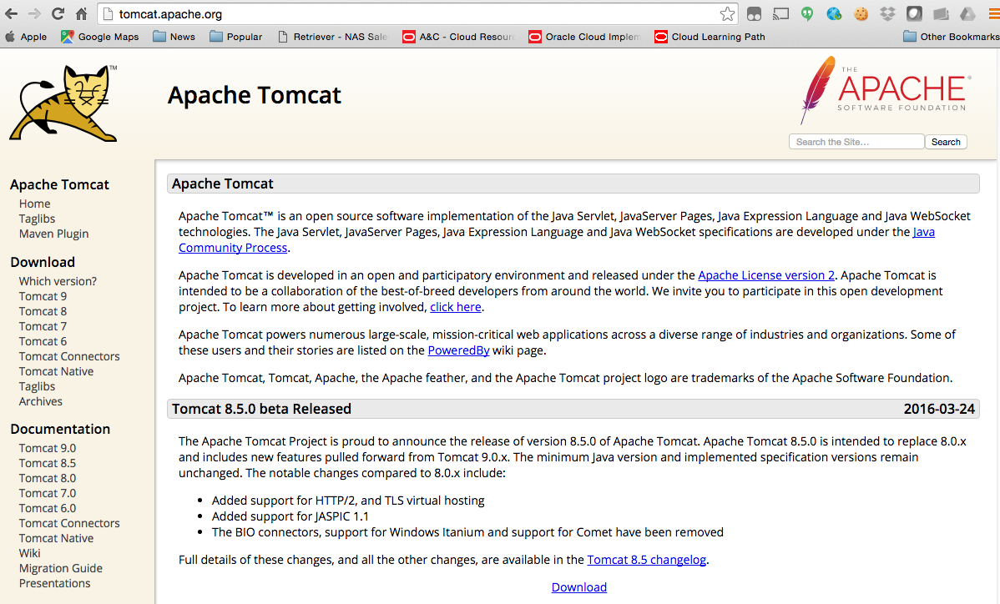 tomcat.apache.org
Apple Google Maps News Popular Retriever - NAS Sale A&C - Cloud Resour Oracle Cloud Implem Cloud Learning Path Other Bookmarks
TM
Apache Tomcat
THE
APACHE®
SOFTWARE FOUNDATION
Search the Site... Search
Apache Tomcat
Home
Taglibs
Maven Plugin
Download
Which version?
Tomcat 9
Tomcat 8
Tomcat 7
Tomcat 6
Tomcat Connectors
Tomcat Native
Taglibs
Archives
Documentation
Tomcat 9.0
Tomcat 8.5
Tomcat 8.0
Tomcat 7.0
Tomcat 6.0
Tomcat Connectors
Tomcat Native
Wiki
Migration Guide
Presentations
Apache Tomcat
Apache Tomcat™ is an open source software implementation of the Java Servlet, JavaServer Pages, Java Expression Language and Java WebSocket
technologies. The Java Servlet, JavaServer Pages, Java Expression Language and Java WebSocket specifications are developed under the Java
Community Process.
Apache Tomcat is developed in an open and participatory environment and released under the Apache License version 2. Apache Tomcat is
intended to be a collaboration of the best-of-breed developers from around the world. We invite you to participate in this open development
project. To learn more about getting involved, click here.
Apache Tomcat powers numerous large-scale, mission-critical web applications across a diverse range of industries and organizations. Some of
these users and their stories are listed on the PoweredBy wiki page.
Apache Tomcat, Tomcat, Apache, the Apache feather, and the Apache Tomcat project logo are trademarks of the Apache Software Foundation.
Tomcat 8.5.0 beta Released 2016-03-24
The Apache Tomcat Project is proud to announce the release of version 8.5.0 of Apache Tomcat. Apache Tomcat 8.5.0 is intended to replace 8.0.x
and includes new features pulled forward from Tomcat 9.0.x. The minimum Java version and implemented specification versions remain
unchanged. The notable changes compared to 8.0.x include:
• Added support for HTTP/2, and TLS virtual hosting
• Added support for JASPIC 1.1
• The BIO connectors, support for Windows Itanium and support for Comet have been removed
Full details of these changes, and all the other changes, are available in the Tomcat 8.5 changelog.
Download